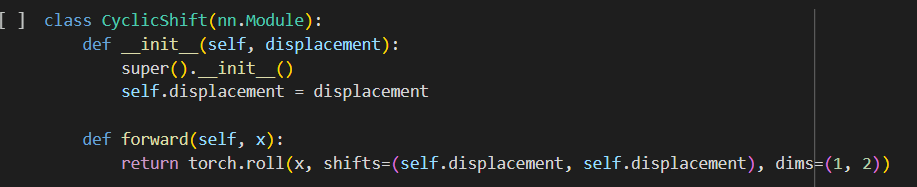 [ ] class CyclicShift(nn.Module):
    def __init__(self, displacement):
        super().__init__()
        self.displacement = displacement

    def forward(self, x):
        return torch.roll(x, shifts=(self.displacement, self.displacement), dims=(1, 2))